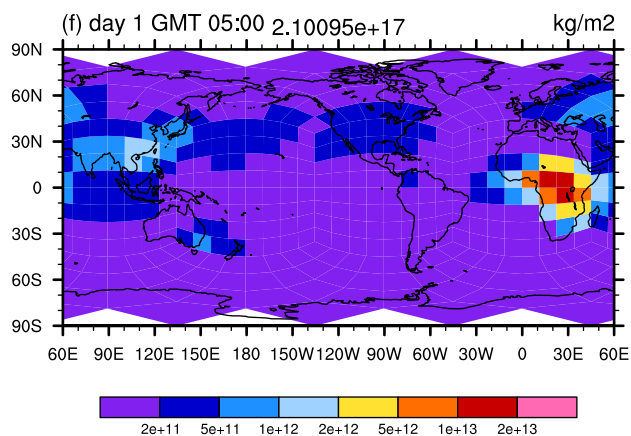 (f) day 1 GMT 05:00 2.10095e+17 kg/m2
90N
60N
30N
0
30S
60S
90S
60E 90E 120E 150E 180 150W 120W 90W 60W 30W 0 30E 60E
2e+11 5e+11 1e+12 2e+12 5e+12 1e+13 2e+13